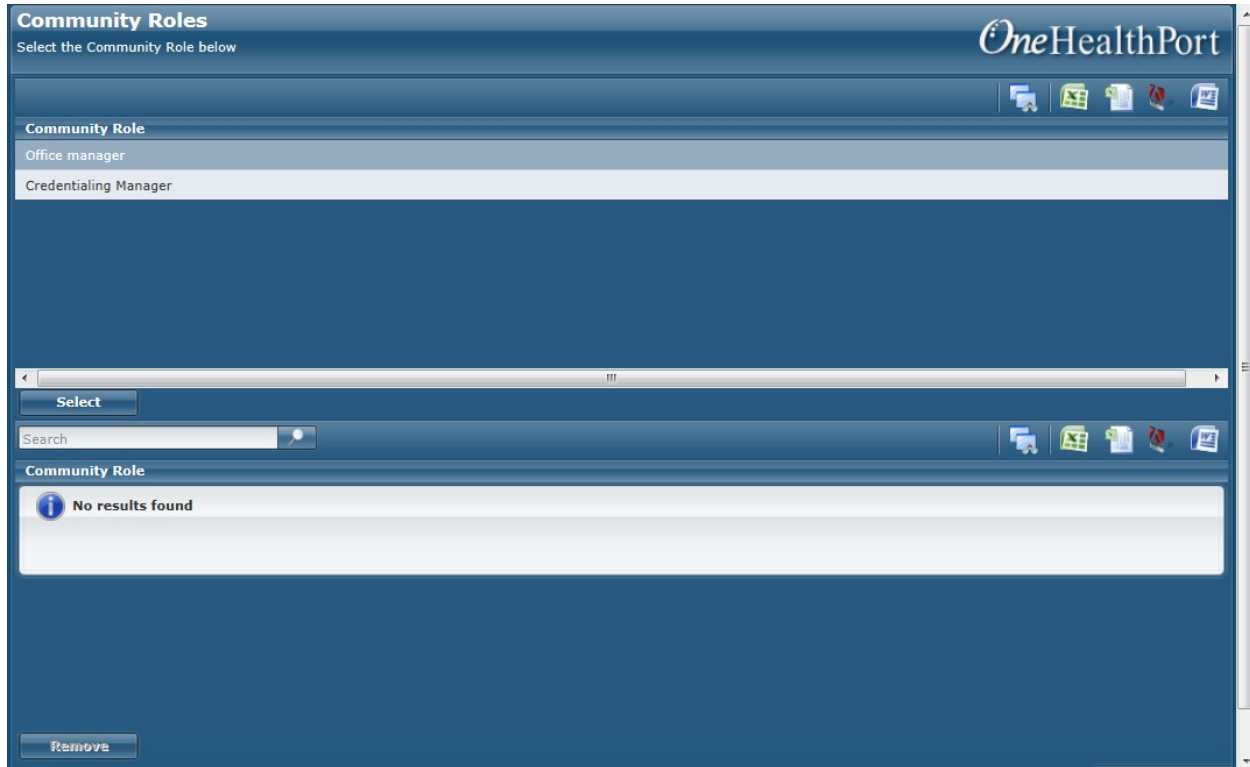 Community Roles
Select the Community Role below
OneHealthPort
Community Role
Office manager
Credentialing Manager
Select
Search
Community Role
No results found
Remove